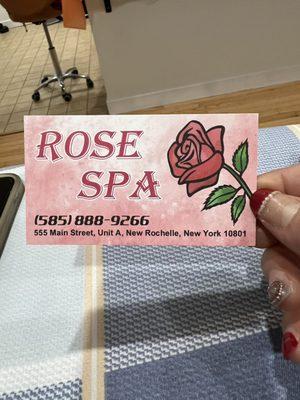 ROSE
SPA
(585) 888-9266
555 Main Street, Unit A, New Rochelle, New York 10801